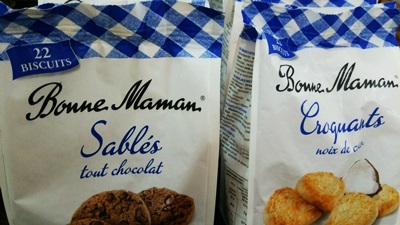 22
BISCUITS
Bonne Maman®
Sablés
tout chocolat
Bonne Maman®
Croquants
noix de